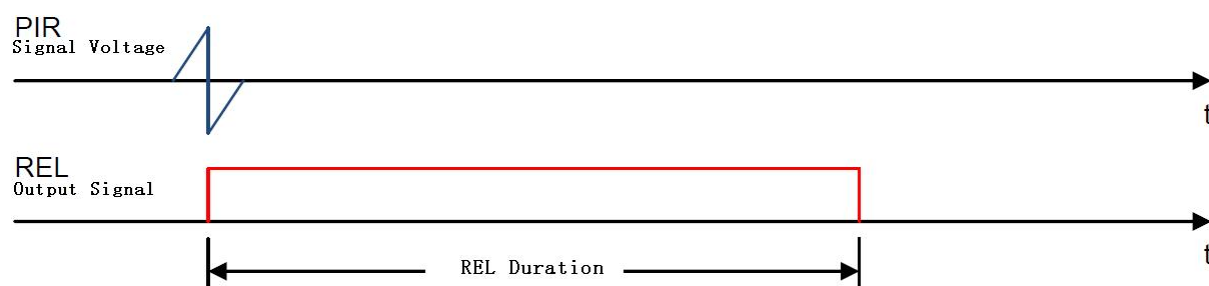 PIR
Signal Voltage
t
REL
Output Signal
t
REL Duration